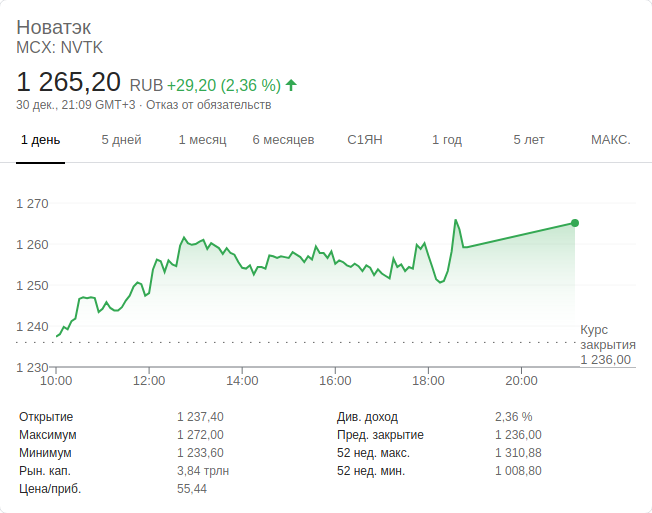 Новатэк
MCX: NVTK
1 265,20 RUB +29,20 (2,36 %)
30 дек., 21:09 GMT+3 · Отказ от обязательств
1 день 5 дней 1 месяц 6 месяцев С1ЯН 1 год 5 лет МАКС.
1 270
1 260
1 250
1 240
1 230
Курс
закрытия
1 236,00
10:00 12:00 14:00 16:00 18:00 20:00
Открытие 1 237,40
Максимум 1 272,00
Минимум 1 233,60
Рын. кап. 3,84 трлн
Цена/приб. 55,44
Див. доход 2,36 %
Пред. закрытие 1 236,00
52 нед. макс. 1 310,88
52 нед. мин. 1 008,80